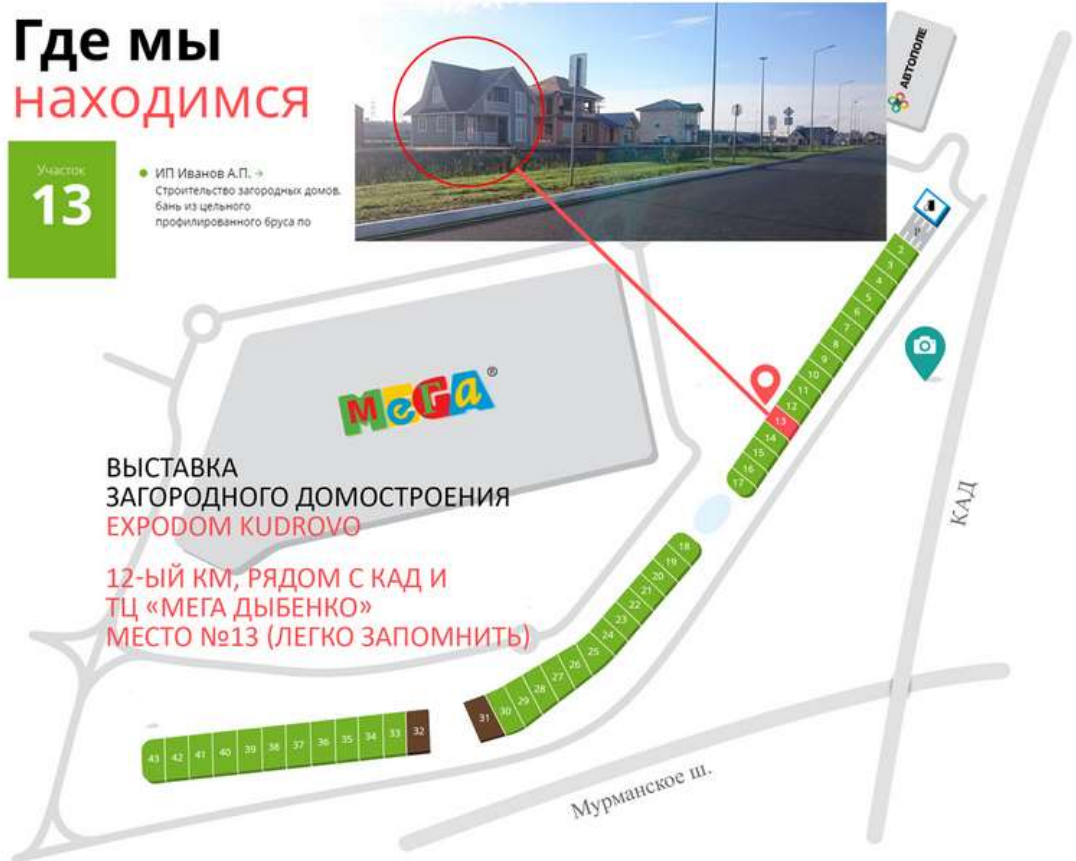 Где мы
находимся
Участок
13
ИП Иванов А.П. →
Строительство загородных домов,
бань из цельного
профилированного бруса по
АВТОПОЛЕ
P
2
3
4
5
6
7
8
9
10
11
12
13
14
15
16
17
МЕГА®
ВЫСТАВКА
ЗАГОРОДНОГО ДОМОСТРОЕНИЯ
EXPODOM KUDROVO
12-ЫЙ КМ, РЯДОМ С КАД И
ТЦ «МЕГА ДЫБЕНКО»
МЕСТО №13 (ЛЕГКО ЗАПОМНИТЬ)
КАД
18
19
20
21
22
23
24
25
26
27
28
29
30
31
32
33
34
35
36
37
38
39
40
41
42
43
Мурманское ш.